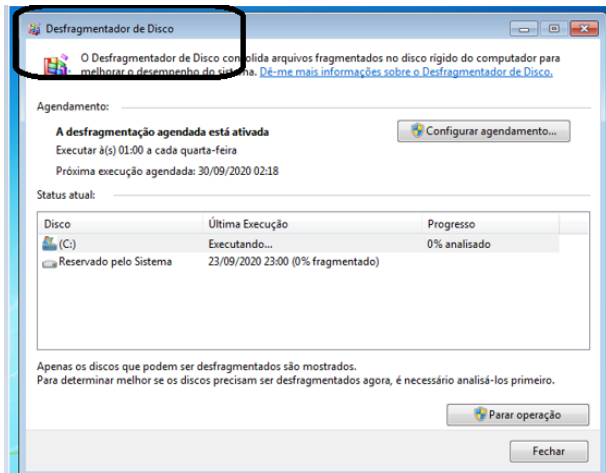 Desfragmentador de Disco
O Desfragmentador de Disco consolida arquivos fragmentados no disco rígido do computador para
melhorar o desempenho do sistema. Dê-me mais informações sobre o Desfragmentador de Disco.
Agendamento:
A desfragmentação agendada está ativada
Configurar agendamento...
Executar à(s) 01:00 a cada quarta-feira
Próxima execução agendada: 30/09/2020 02:18
Status atual:
Disco Última Execução Progresso
(C:) Executando... 0% analisado
Reservado pelo Sistema 23/09/2020 23:00 (0% fragmentado)
Apenas os discos que podem ser desfragmentados são mostrados.
Para determinar melhor se os discos precisam ser desfragmentados agora, é necessário analisá-los primeiro.
Parar operação
Fechar